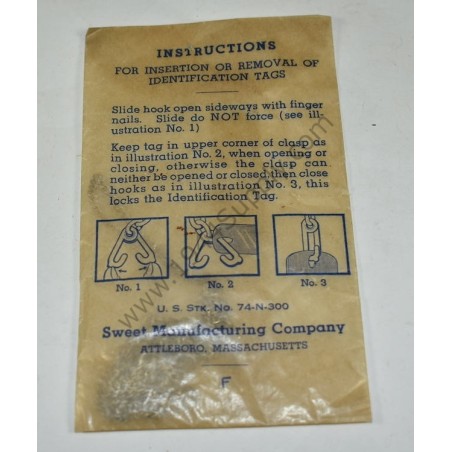 INSTRUCTIONS
FOR INSERTION OR REMOVAL OF
IDENTIFICATION TAGS
Slide hook open sideways with finger
nails. Slide do NOT force (see ill-
ustration No. 1)
Keep tag in upper corner of clasp as
in illustration No. 2, when opening or
closing, otherwise the clasp can
neither be opened or closed, then close
hooks as in illustration No. 3, this
locks the Identification Tag.
No. 1 No. 2 No. 3
U. S. Stk. No. 74-N-300
Sweet Manufacturing Company
ATTLEBORO, MASSACHUSETTS
F